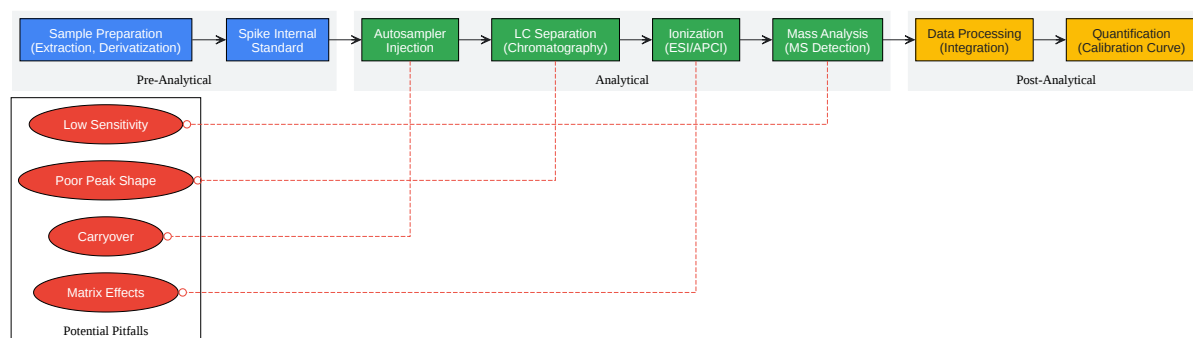 Sample Preparation
(Extraction, Derivatization)
Spike Internal
Standard
Pre-Analytical
Autosampler
Injection
LC Separation
(Chromatography)
Ionization
(ESI/APCI)
Mass Analysis
(MS Detection)
Analytical
Data Processing
(Integration)
Quantification
(Calibration Curve)
Post-Analytical
Low Sensitivity
Poor Peak Shape
Carryover
Matrix Effects
Potential Pitfalls